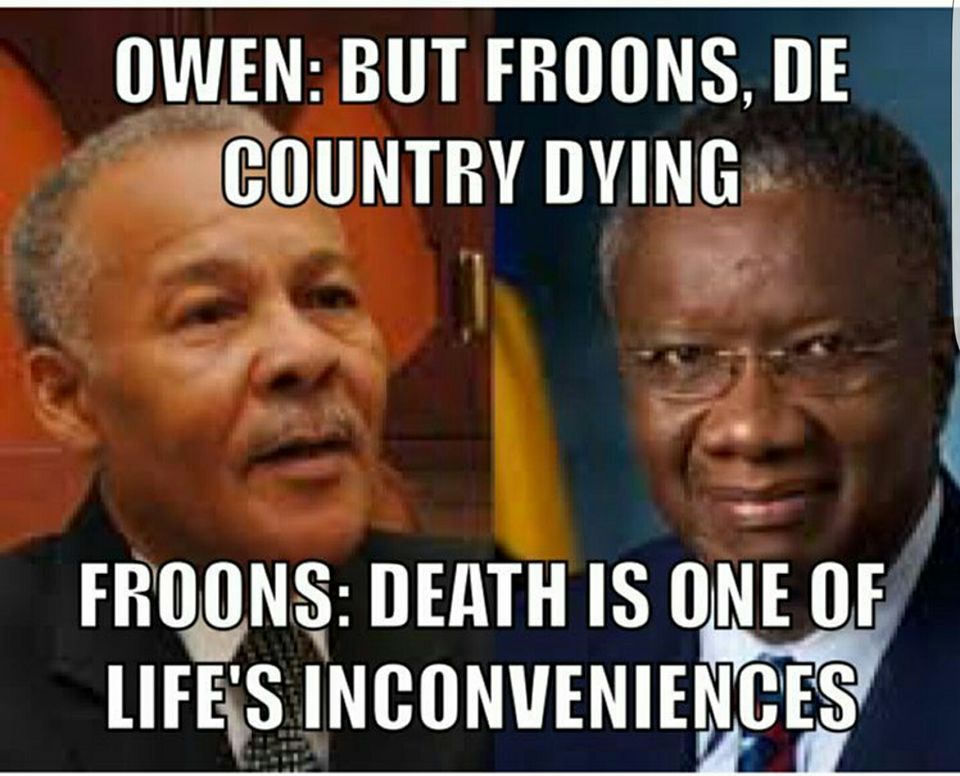 OWEN: BUT FROONS, DE
COUNTRY DYING
FROONS: DEATH IS ONE OF
LIFE'S INCONVENIENCES